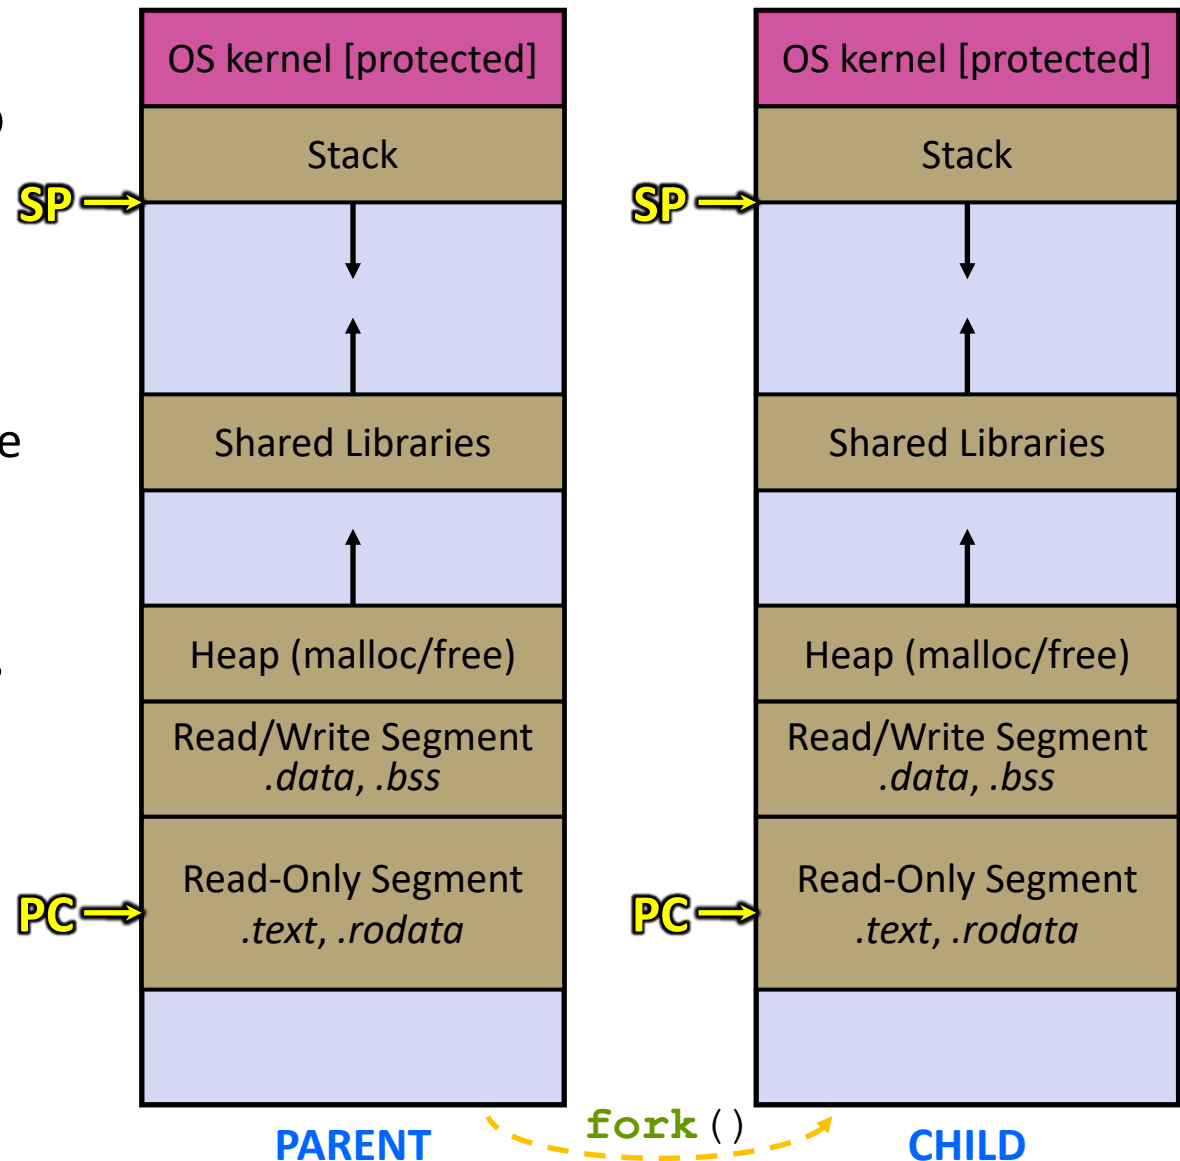 OS kernel [protected]
Stack
SP
Shared Libraries
Heap (malloc/free)
Read/Write Segment
.data, .bss
Read-Only Segment
.text, .rodata
PC
PARENT
fork()
OS kernel [protected]
Stack
SP
Shared Libraries
Heap (malloc/free)
Read/Write Segment
.data, .bss
Read-Only Segment
.text, .rodata
PC
CHILD
e